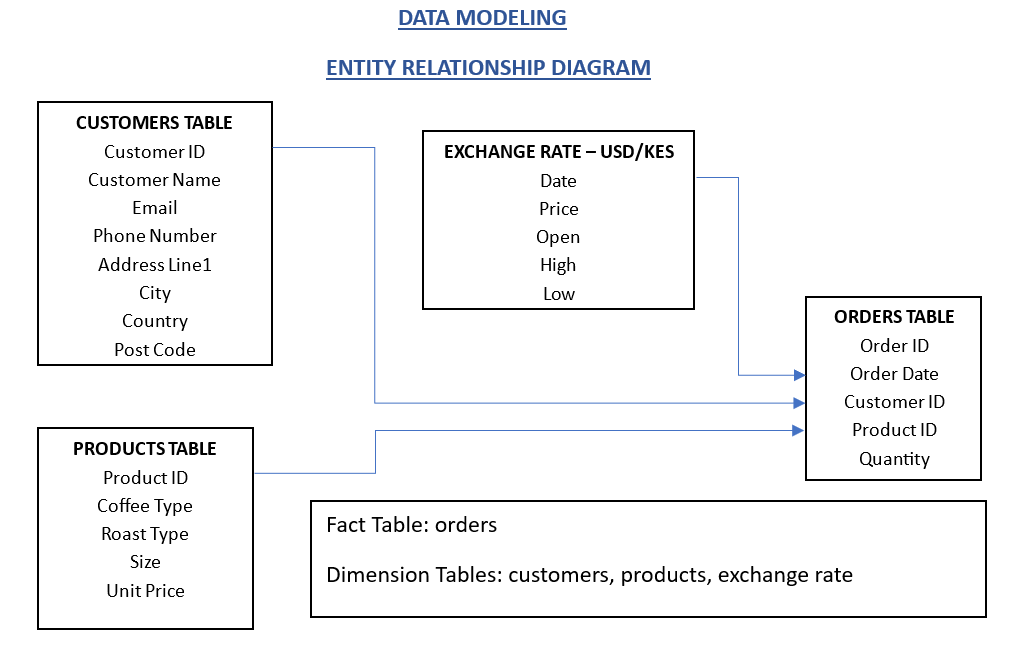 DATA MODELING
ENTITY RELATIONSHIP DIAGRAM
CUSTOMERS TABLE
Customer ID
Customer Name
Email
Phone Number
Address Line1
City
Country
Post Code
EXCHANGE RATE – USD/KES
Date
Price
Open
High
Low
ORDERS TABLE
Order ID
Order Date
Customer ID
Product ID
Quantity
PRODUCTS TABLE
Product ID
Coffee Type
Roast Type
Size
Unit Price
Fact Table: orders
Dimension Tables: customers, products, exchange rate